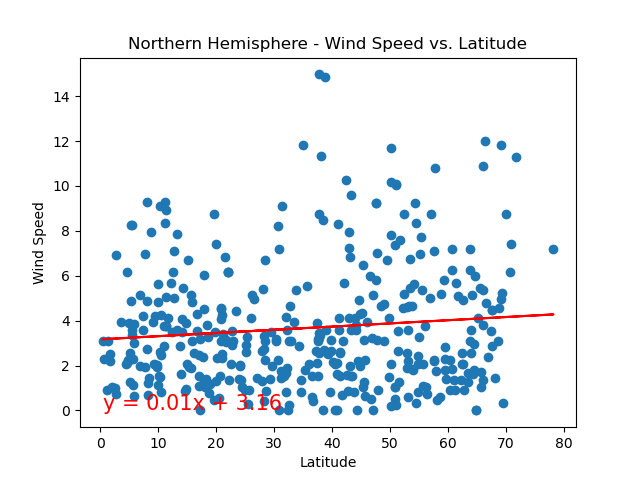 Northern Hemisphere - Wind Speed vs. Latitude
14
12
10
8
6
4
2
0
Wind Speed
y = 0.01x + 3.16
0 10 20 30 40 50 60 70 80
Latitude